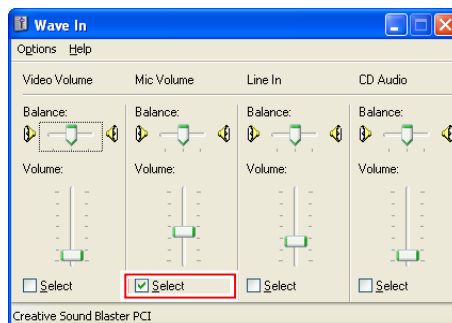 Wave In
Options Help
Video Volume Mic Volume Line In CD Audio
Balance: Balance: Balance: Balance:
Volume: Volume: Volume: Volume:
Select Select Select Select
Creative Sound Blaster PCI